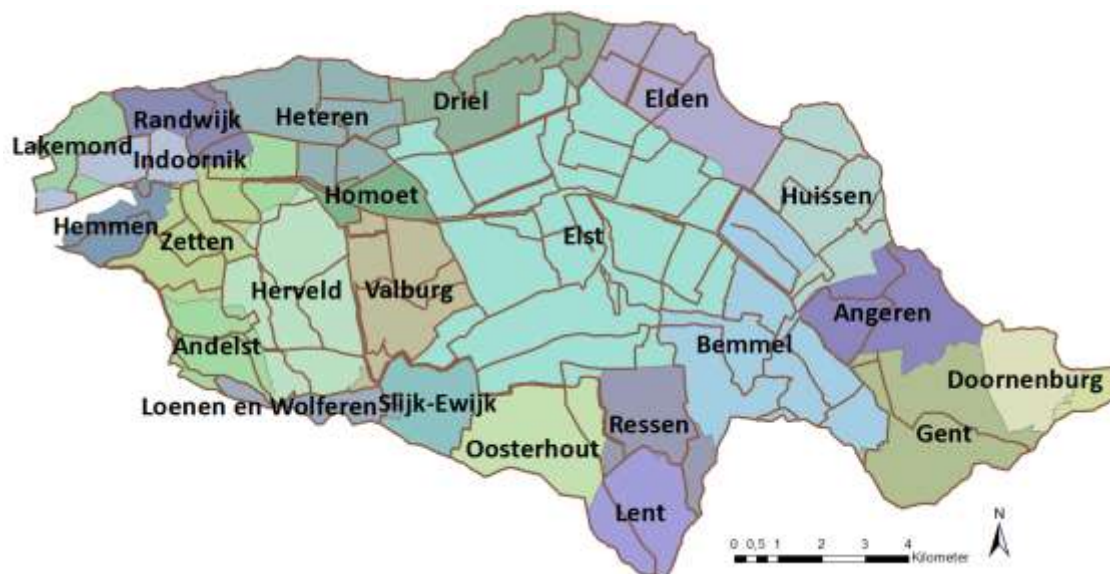 Driel
Elden
Randwijk
Heteren
Lakemond
Indoornik
Homoet
Huissen
Hemmen
Zetten
Elst
Herveld
Valburg
Angeren
Andelst
Bemmel
Doornenburg
Loenen en Wolferen
Slijk-Ewijk
Oosterhout
Ressen
Gent
Lent
N
0 0,5 1 2 3 4
Kilometer